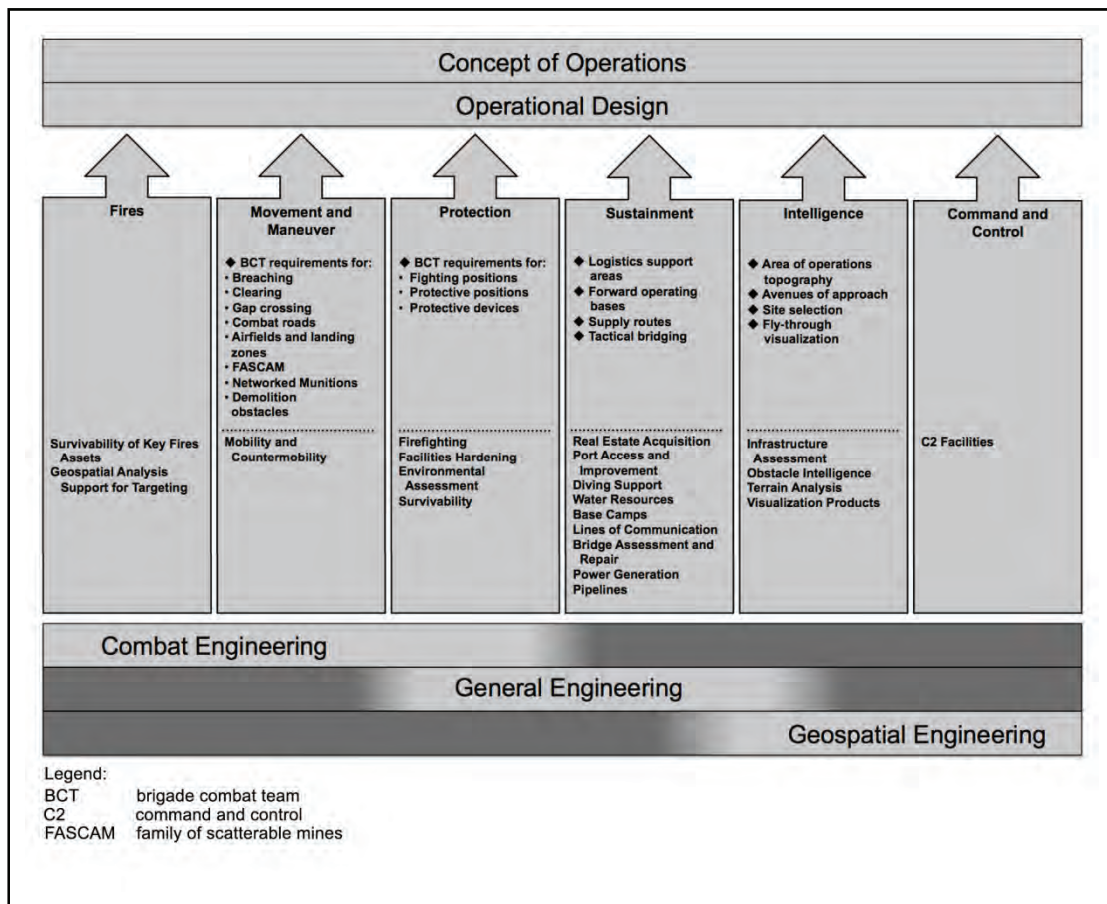 Concept of Operations
Operational Design
Fires
Survivability of Key Fires
Assets
Geospatial Analysis
Support for Targeting
Movement and
Maneuver
◆ BCT requirements for:
• Breaching
• Clearing
• Gap crossing
• Combat roads
• Airfields and landing
zones
• FASCAM
• Networked Munitions
• Demolition
obstacles
Mobility and
Countermobility
Protection
◆ BCT requirements for:
• Fighting positions
• Protective positions
• Protective devices
Firefighting
Facilities Hardening
Environmental
Assessment
Survivability
Sustainment
◆ Logistics support
areas
◆ Forward operating
bases
◆ Supply routes
◆ Tactical bridging
Real Estate Acquisition
Port Access and
Improvement
Diving Support
Water Resources
Base Camps
Lines of Communication
Bridge Assessment and
Repair
Power Generation
Pipelines
Intelligence
◆ Area of operations
topography
◆ Avenues of approach
◆ Site selection
◆ Fly-through
visualization
Infrastructure
Assessment
Obstacle Intelligence
Terrain Analysis
Visualization Products
Command and
Control
C2 Facilities
Combat Engineering
General Engineering
Geospatial Engineering
Legend:
BCT brigade combat team
C2 command and control
FASCAM family of scatterable mines